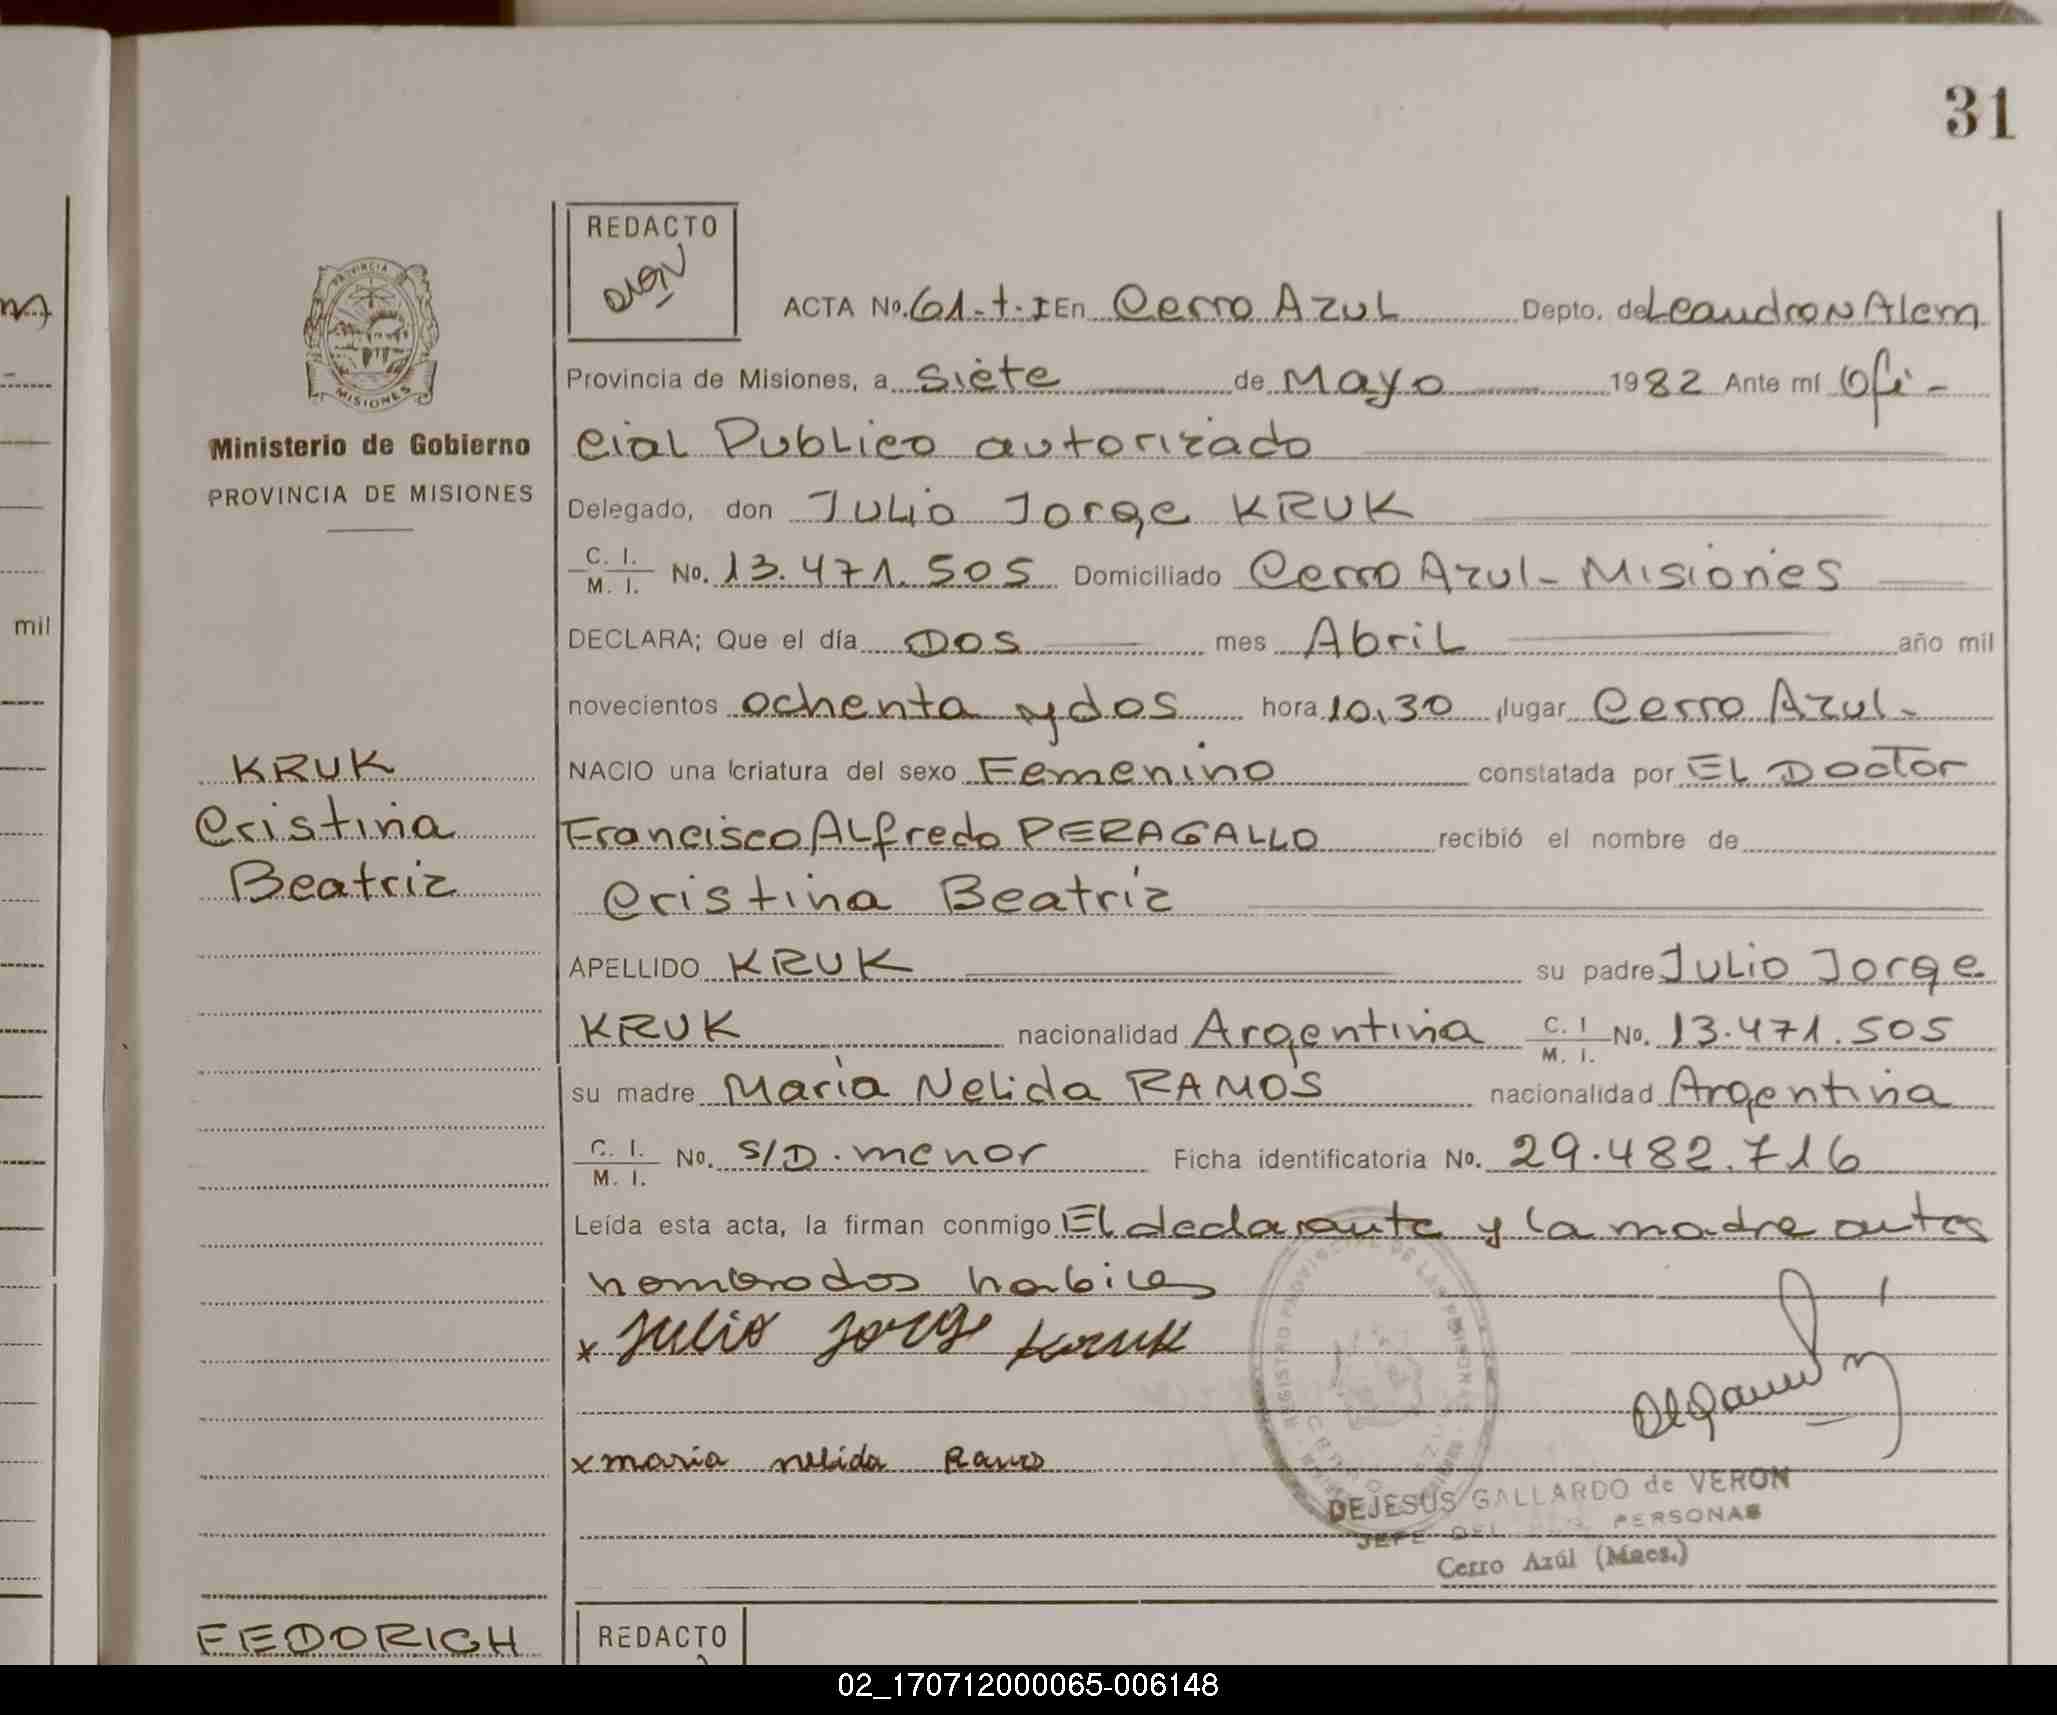 31
REDACTO
ACTA No. 61-t-I En Cerro Azul Depto. de Leandro N Alem
Provincia de Misiones, a siete de Mayo 1982 Ante mí Ofi-
cial Publico autorizado
Delegado, don Julio Jorge KRUK
C. I. / M. I. No. 13.471.505 Domiciliado Cerro Azul - Misiones
DECLARA; Que el día DOS mes Abril año mil
novecientos ochenta y dos hora 10,30 , lugar Cerro Azul-
NACIO una criatura del sexo Femenino constatada por El Doctor
Francisco Alfredo PERAGALLO recibió el nombre de
Cristina Beatriz
APELLIDO KRUK su padre Julio Jorge
KRUK nacionalidad Argentina C. I / M. I. No. 13.471.505
su madre Maria Nelida RAMOS nacionalidad Argentina
C. I. / M. I. No. S/D. menor Ficha identificatoria No. 29.482.716
Leída esta acta, la firman conmigo El declarante y la madre antes
nombrados habiles
x Julio Jorge Kruk
x maria nelida Ramos
DEJESUS GALLARDO de VERON
JEFE DEL PERSONAS
Cerro Azúl (Mnes.)
PROVINCIA DE
MISIONES
Ministerio de Gobierno
PROVINCIA DE MISIONES
KRUK
Cristina
Beatriz
FEDORICH
REDACTO
mil
02_170712000065-006148